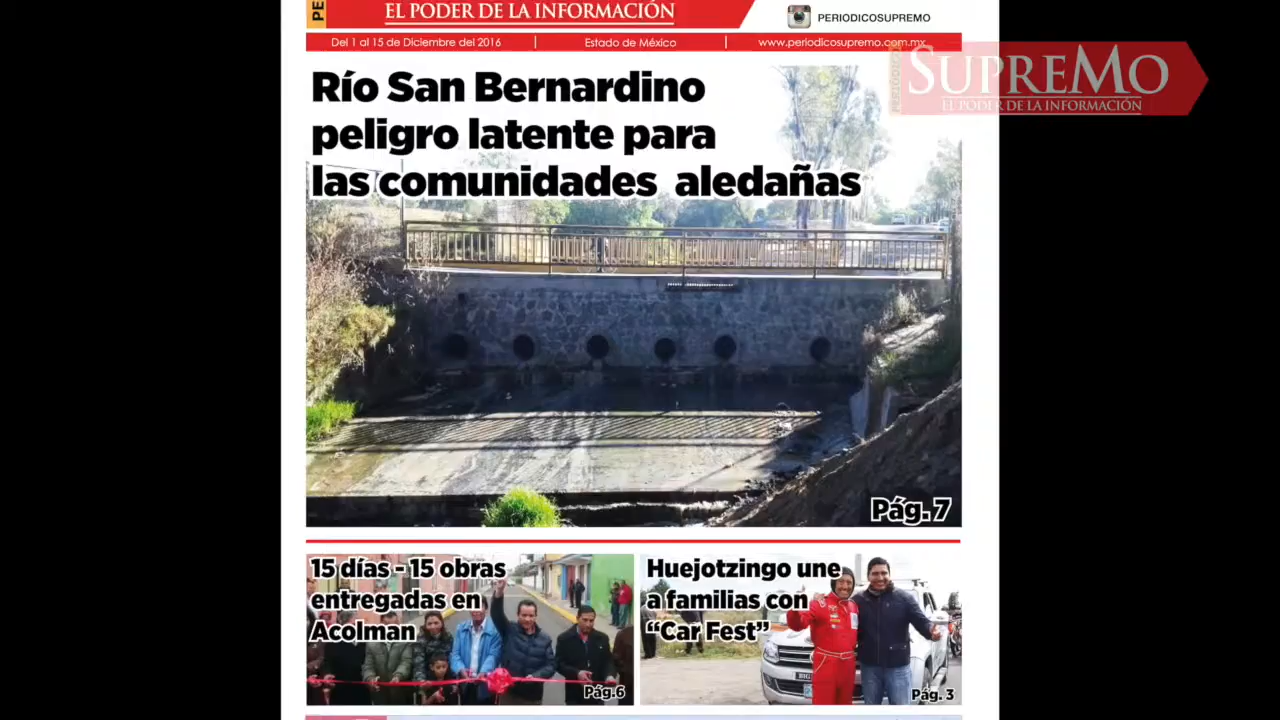 PE
EL PODER DE LA INFORMACIÓN
PERIODICOSUPREMO
Del 1 al 15 de Diciembre del 2016 | Estado de México | www.periodicosupremo.com.mx
PERIÓDICO
SUPREMO
EL PODER DE LA INFORMACIÓN
Río San Bernardino
peligro latente para
las comunidades aledañas
Pág. 7
15 días - 15 obras
entregadas en
Acolman
Pág.6
Huejotzingo une
a familias con
“Car Fest”
Pág. 3